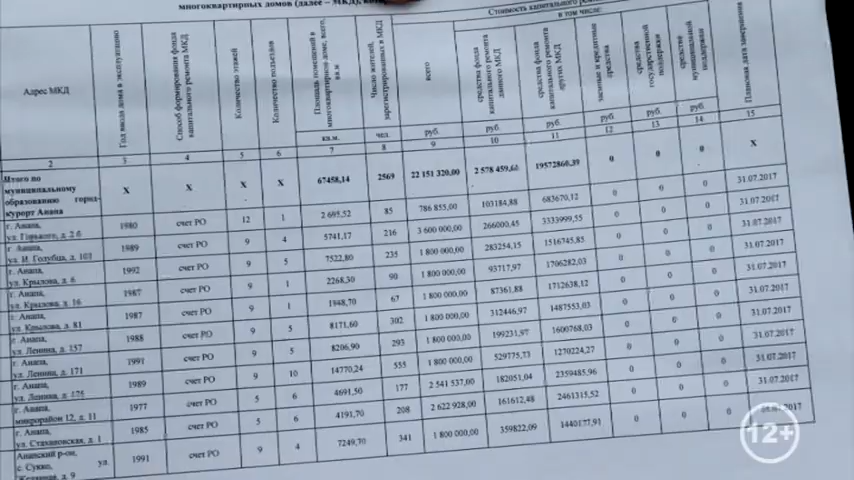 многоквартирных домов (далее – МКД),
Стоимость капитального
в том числе:
Адрес МКД
Год ввода дома в эксплуатацию
Способ формирования фонда капитального ремонта МКД
Количество этажей
Количество подъездов
Площадь помещений в многоквартирном доме, всего, кв.м
Число жителей, зарегистрированных в МКД
всего
средства фонда капитального ремонта данного МКД
средства фонда капитального ремонта других МКД
заемные и кредитные средства
средства государственной поддержки
средства муниципальной поддержки
Плановая дата завершения
кв.м. чел. руб. руб. руб. руб. руб. руб.
2 3 4 5 6 7 8 9 10 11 12 13 14 15
Итого по муниципальному образованию город-курорт Анапа X X X X 67458,14 2569 22 151 320,00 2 578 459,61 19572860,39 0 0 0 X
г. Анапа, ул. Горького, д. 2 б 1980 счет РО 12 1 2 695,52 85 786 855,00 103184,88 683670,12 0 0 0 31.07.2017
г. Анапа, ул. И. Голубца, д. 103 1989 счет РО 9 4 5741,17 216 3 600 000,00 266000,45 3333999,55 0 0 0 31.07.2017
г. Анапа, ул. Крылова, д. 6 1992 счет РО 9 5 7522,80 235 1 800 000,00 283254,15 1516745,85 0 0 0 31.07.2017
г. Анапа, ул. Крылова, д. 16 1987 счет РО 9 1 2268,30 90 1 800 000,00 93717,97 1706282,03 0 0 0 31.07.2017
г. Анапа, ул. Крылова, д. 81 1987 счет РО 9 1 1848,70 67 1 800 000,00 87361,88 1712638,12 0 0 0 31.07.2017
г. Анапа, ул. Ленина, д. 157 1988 счет РО 9 5 8171,60 302 1 800 000,00 312446,97 1487553,03 0 0 0 31.07.2017
г. Анапа, ул. Ленина, д. 171 1991 счет РО 9 5 8206,90 293 1 800 000,00 199231,97 1600768,03 0 0 0 31.07.2017
г. Анапа, ул. Ленина, д. 175 1989 счет РО 9 10 14770,24 555 1 800 000,00 529775,73 1270224,27 0 0 0 31.07.2017
г. Анапа, микрорайон 12, д. 11 1977 счет РО 5 6 4691,50 177 2 541 537,00 182051,04 2359485,96 0 0 0 31.07.2017
г. Анапа, ул. Стахановская, д. 1 1985 счет РО 5 6 4191,70 208 2 622 928,00 161612,48 2461315,52 0 0 0 31.07.2017
Анапский р-он, с. Сукко, ул. д. 9 1991 счет РО 9 4 7249,70 341 1 800 000,00 359822,09 1440177,91 0 0 0
12+